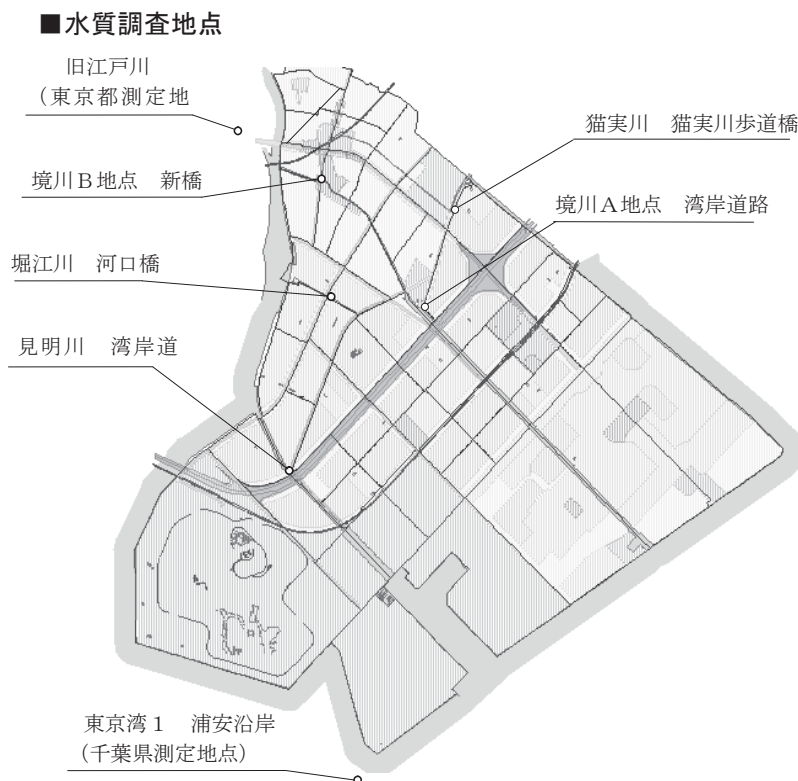 ■水質調査地点
旧江戸川
（東京都測定地
猫実川　猫実川歩道橋
境川Ｂ地点　新橋
境川Ａ地点　湾岸道路
堀江川　河口橋
見明川　湾岸道
東京湾１　浦安沿岸
（千葉県測定地点）